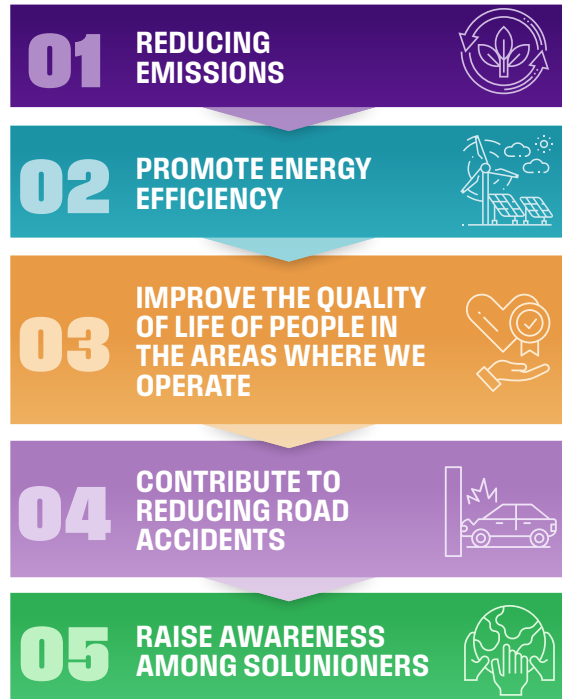 01
REDUCING
EMISSIONS
02
PROMOTE ENERGY
EFFICIENCY
03
IMPROVE THE QUALITY
OF LIFE OF PEOPLE IN
THE AREAS WHERE WE
OPERATE
04
CONTRIBUTE TO
REDUCING ROAD
ACCIDENTS
05
RAISE AWARENESS
AMONG SOLUNIONERS